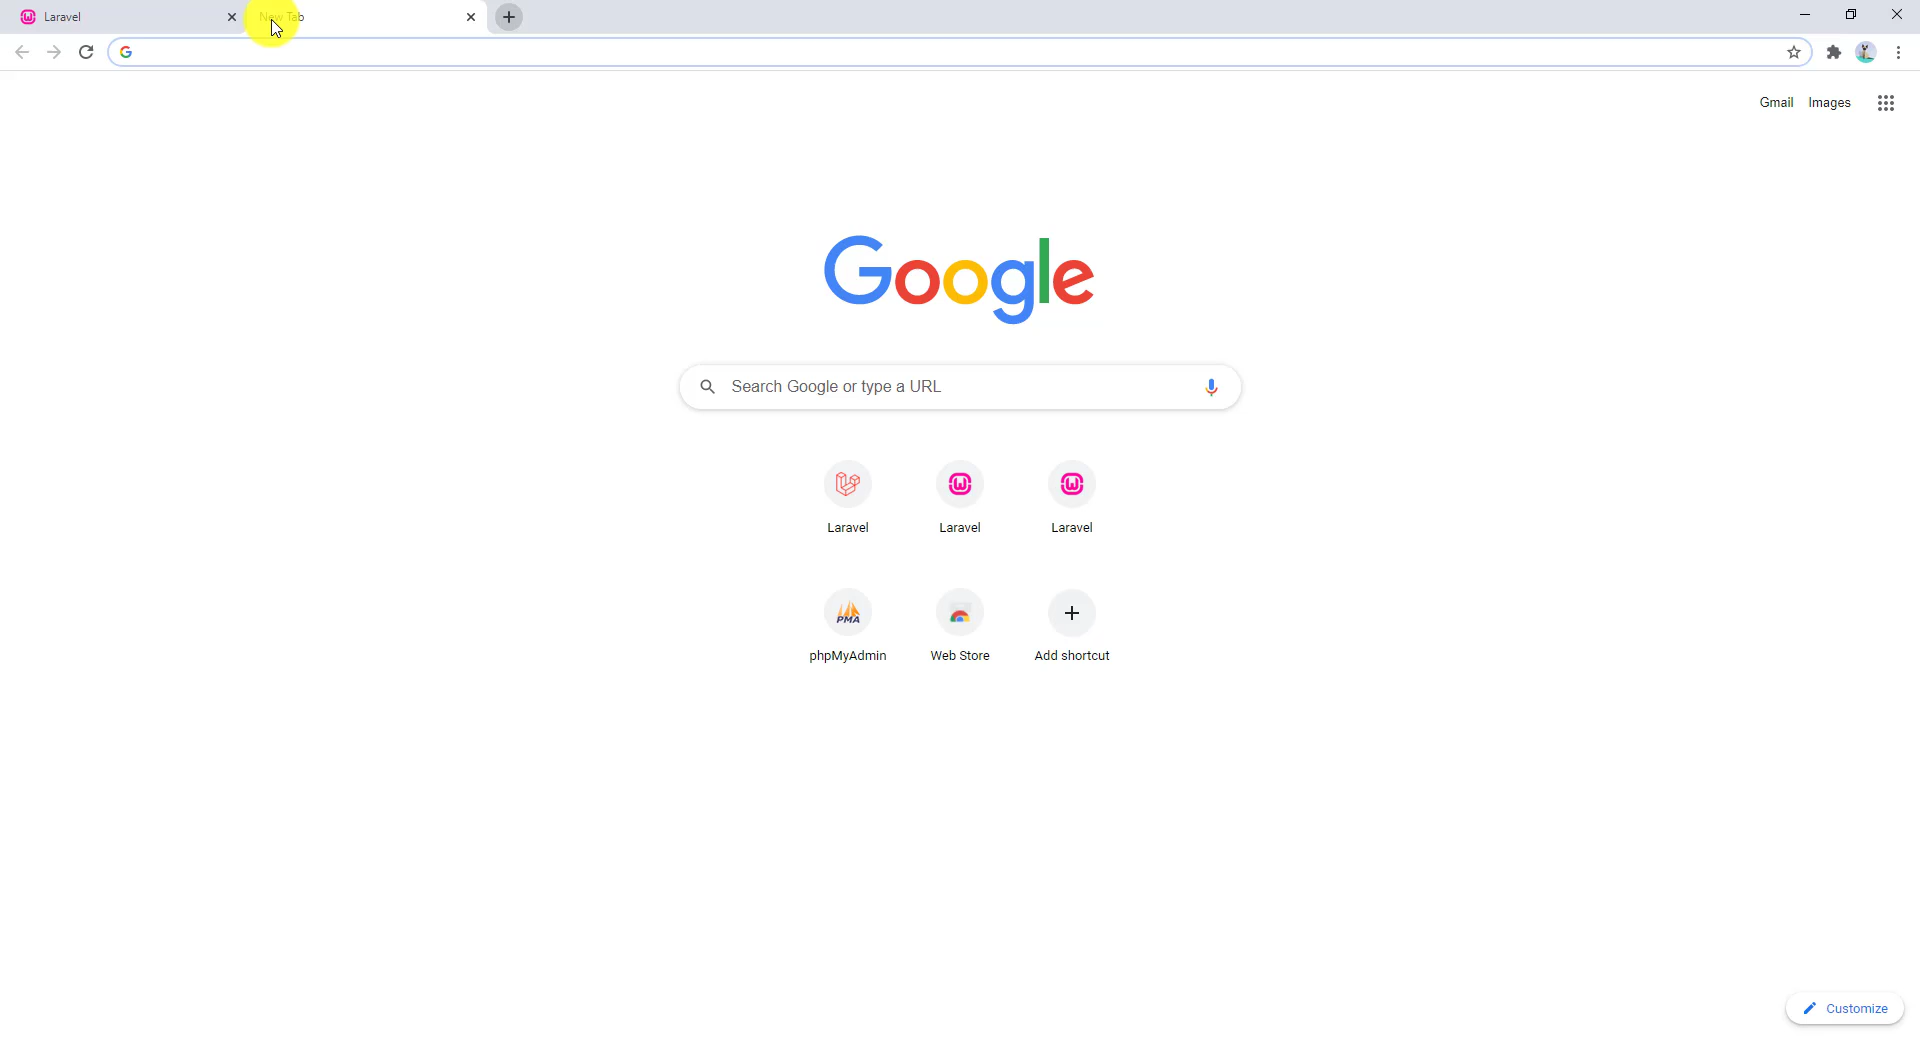 Laravel
New Tab
Gmail Images
Google
Search Google or type a URL
Laravel Laravel Laravel
PMA
phpMyAdmin Web Store Add shortcut
Customize